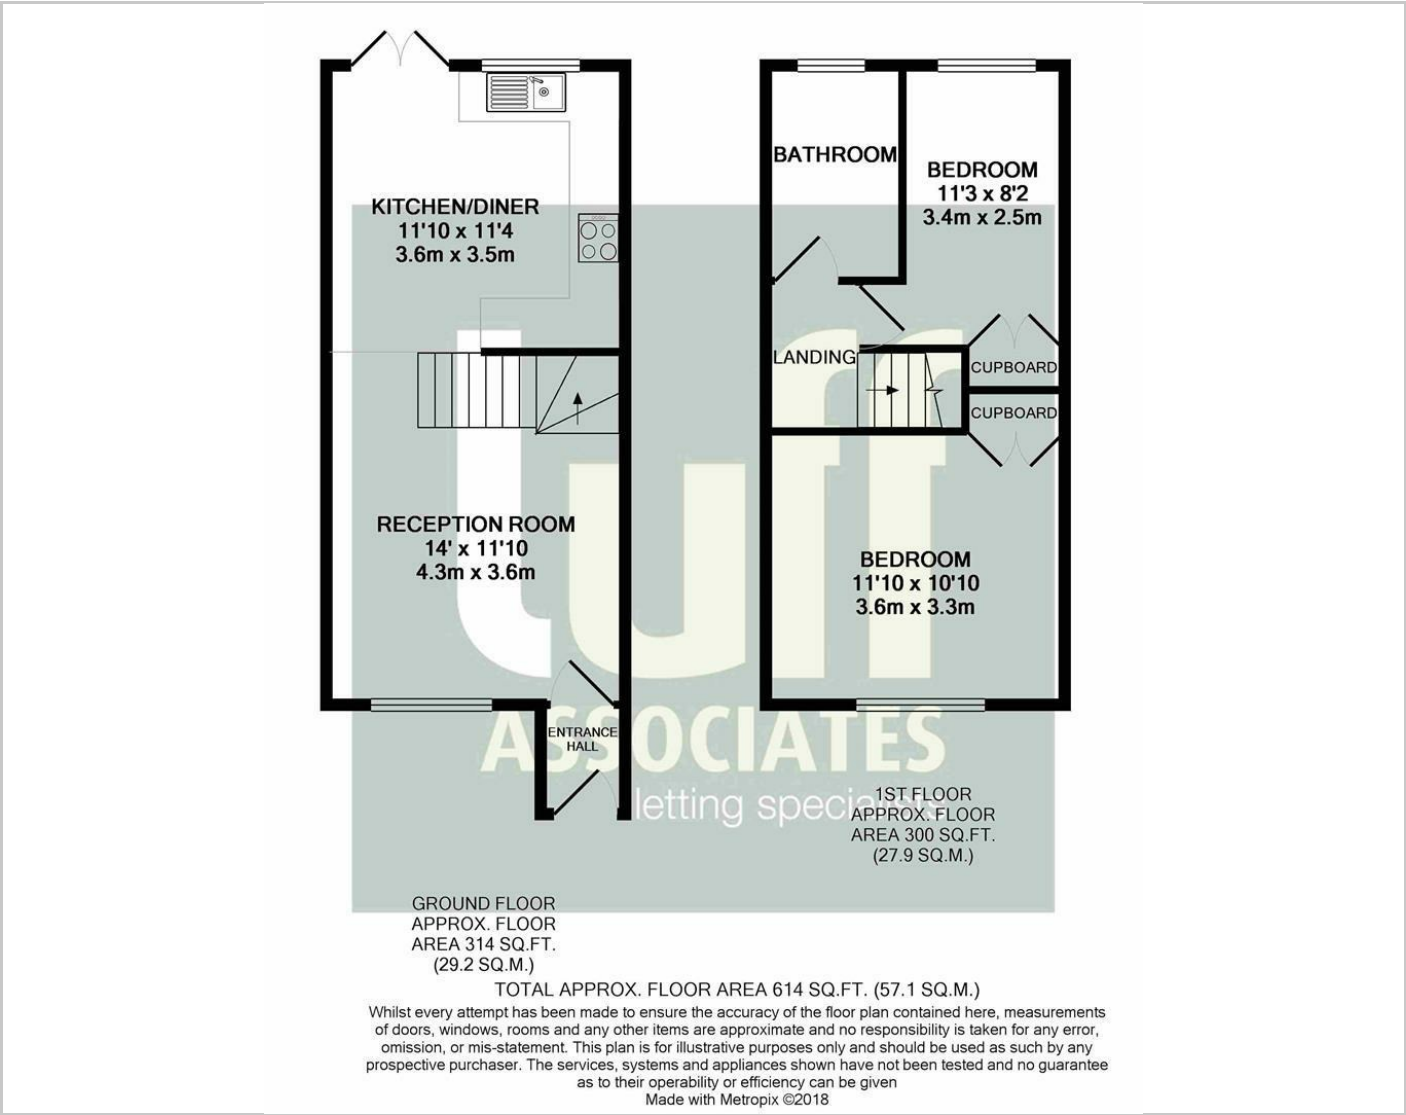 KITCHEN/DINER
11'10 x 11'4
3.6m x 3.5m
RECEPTION ROOM
14' x 11'10
4.3m x 3.6m
ENTRANCE
HALL
BATHROOM
BEDROOM
11'3 x 8'2
3.4m x 2.5m
LANDING
CUPBOARD
CUPBOARD
BEDROOM
11'10 x 10'10
3.6m x 3.3m
tuff
ASSOCIATES
letting specialists
1ST FLOOR
APPROX. FLOOR
AREA 300 SQ.FT.
(27.9 SQ.M.)
GROUND FLOOR
APPROX. FLOOR
AREA 314 SQ.FT.
(29.2 SQ.M.)
TOTAL APPROX. FLOOR AREA 614 SQ.FT. (57.1 SQ.M.)
Whilst every attempt has been made to ensure the accuracy of the floor plan contained here, measurements
of doors, windows, rooms and any other items are approximate and no responsibility is taken for any error,
omission, or mis-statement. This plan is for illustrative purposes only and should be used as such by any
prospective purchaser. The services, systems and appliances shown have not been tested and no guarantee
as to their operability or efficiency can be given
Made with Metropix ©2018